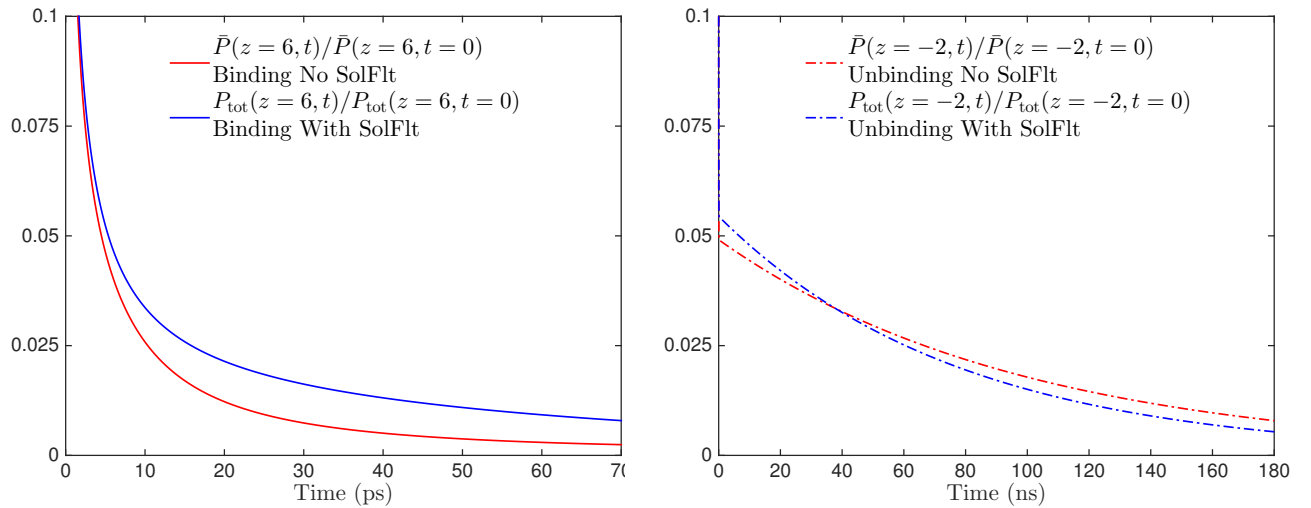 0.1
0.075
0.05
0.025
0
0 10 20 30 40 50 60 70
Time (ps)
P̄(z = 6, t)/P̄(z = 6, t = 0)
Binding No SolFlt
P_tot(z = 6, t)/P_tot(z = 6, t = 0)
Binding With SolFlt
0.1
0.075
0.05
0.025
0
0 20 40 60 80 100 120 140 160 180
Time (ns)
P̄(z = −2, t)/P̄(z = −2, t = 0)
Unbinding No SolFlt
P_tot(z = −2, t)/P_tot(z = −2, t = 0)
Unbinding With SolFlt